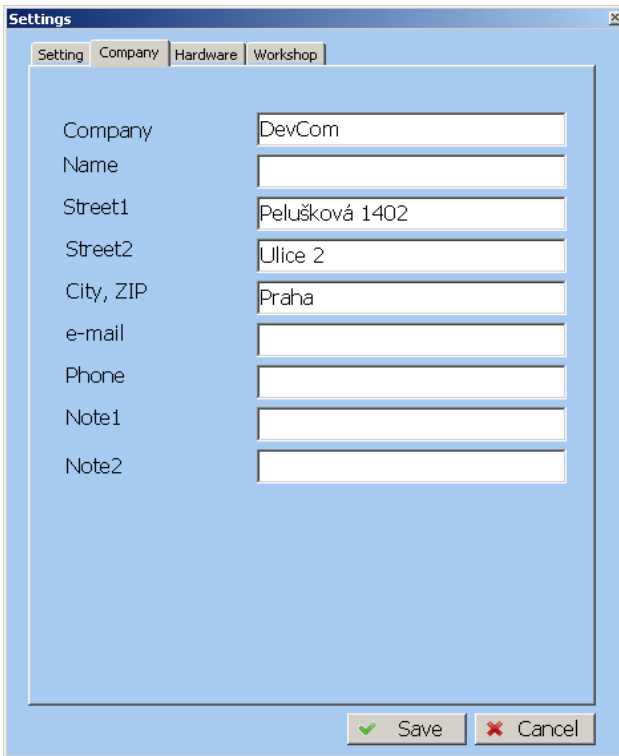 Settings
Setting Company Hardware Workshop
Company DevCom
Name
Street1 Pelušková 1402
Street2 Ulice 2
City, ZIP Praha
e-mail
Phone
Note1
Note2
Save Cancel